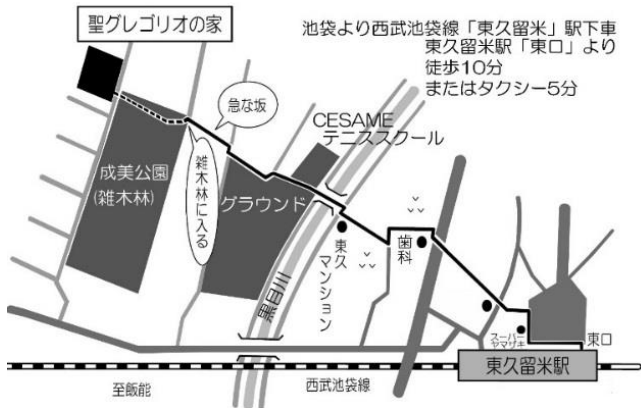 聖グレゴリオの家
池袋より西武池袋線「東久留米」駅下車
東久留米駅「東口」より
徒歩10分
またはタクシー5分
急な坂
CESAME
テニススクール
成美公園
(雑木林)
雑木林に入る
グラウンド
東久
マンション
歯科
黒目川
スーパー
ヤマザキ
東口
東久留米駅
至飯能
西武池袋線